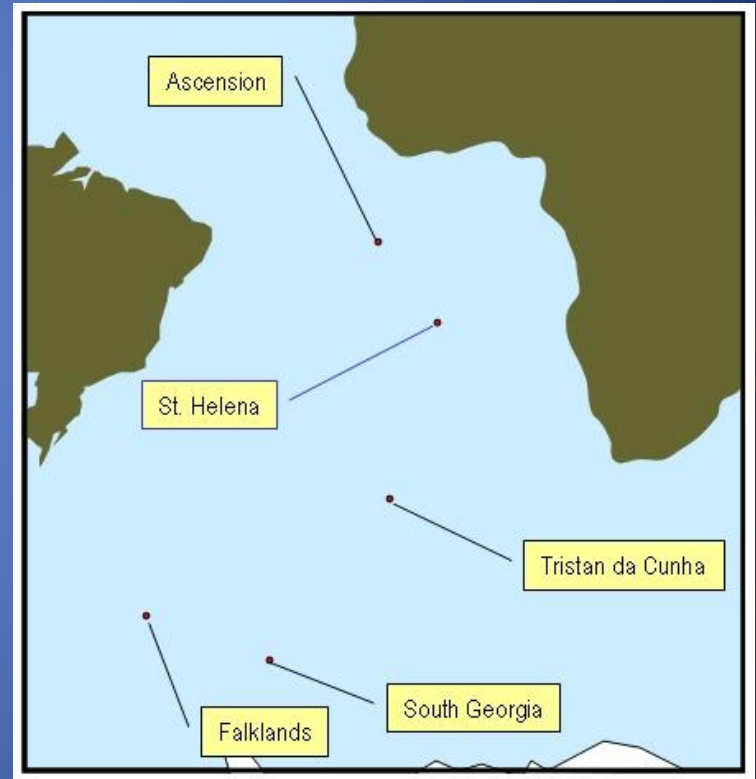 Ascension
St. Helena
Tristan da Cunha
South Georgia
Falklands